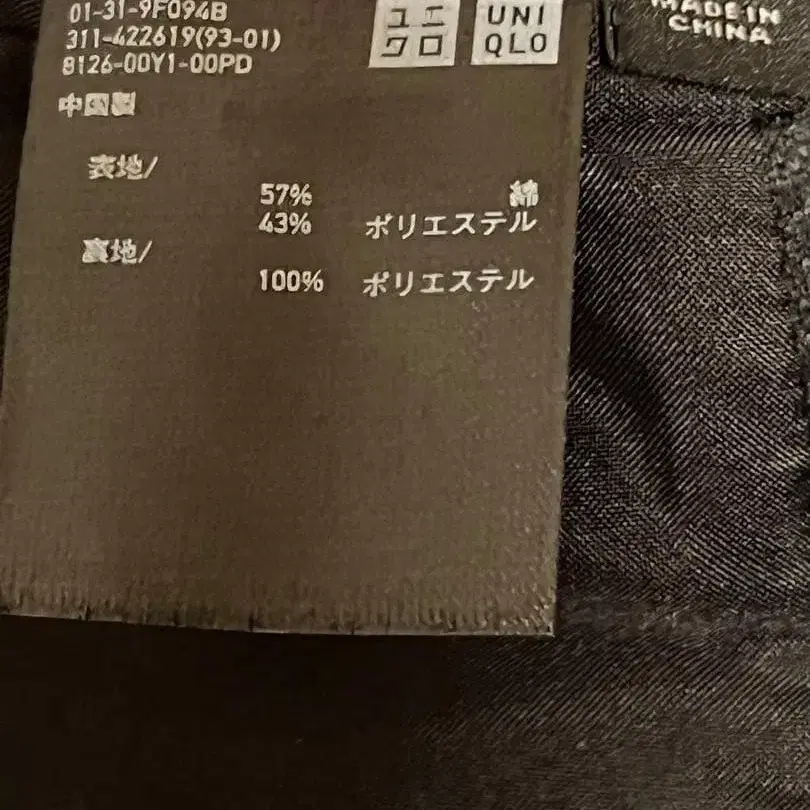 01-31-9F094B
311-422619(93-01)
8126-00Y1-00PD
ユニ
クロ
UNI
QLO
MADE IN
CHINA
中国製
表地/
57% 綿
43% ポリエステル
裏地/
100% ポリエステル